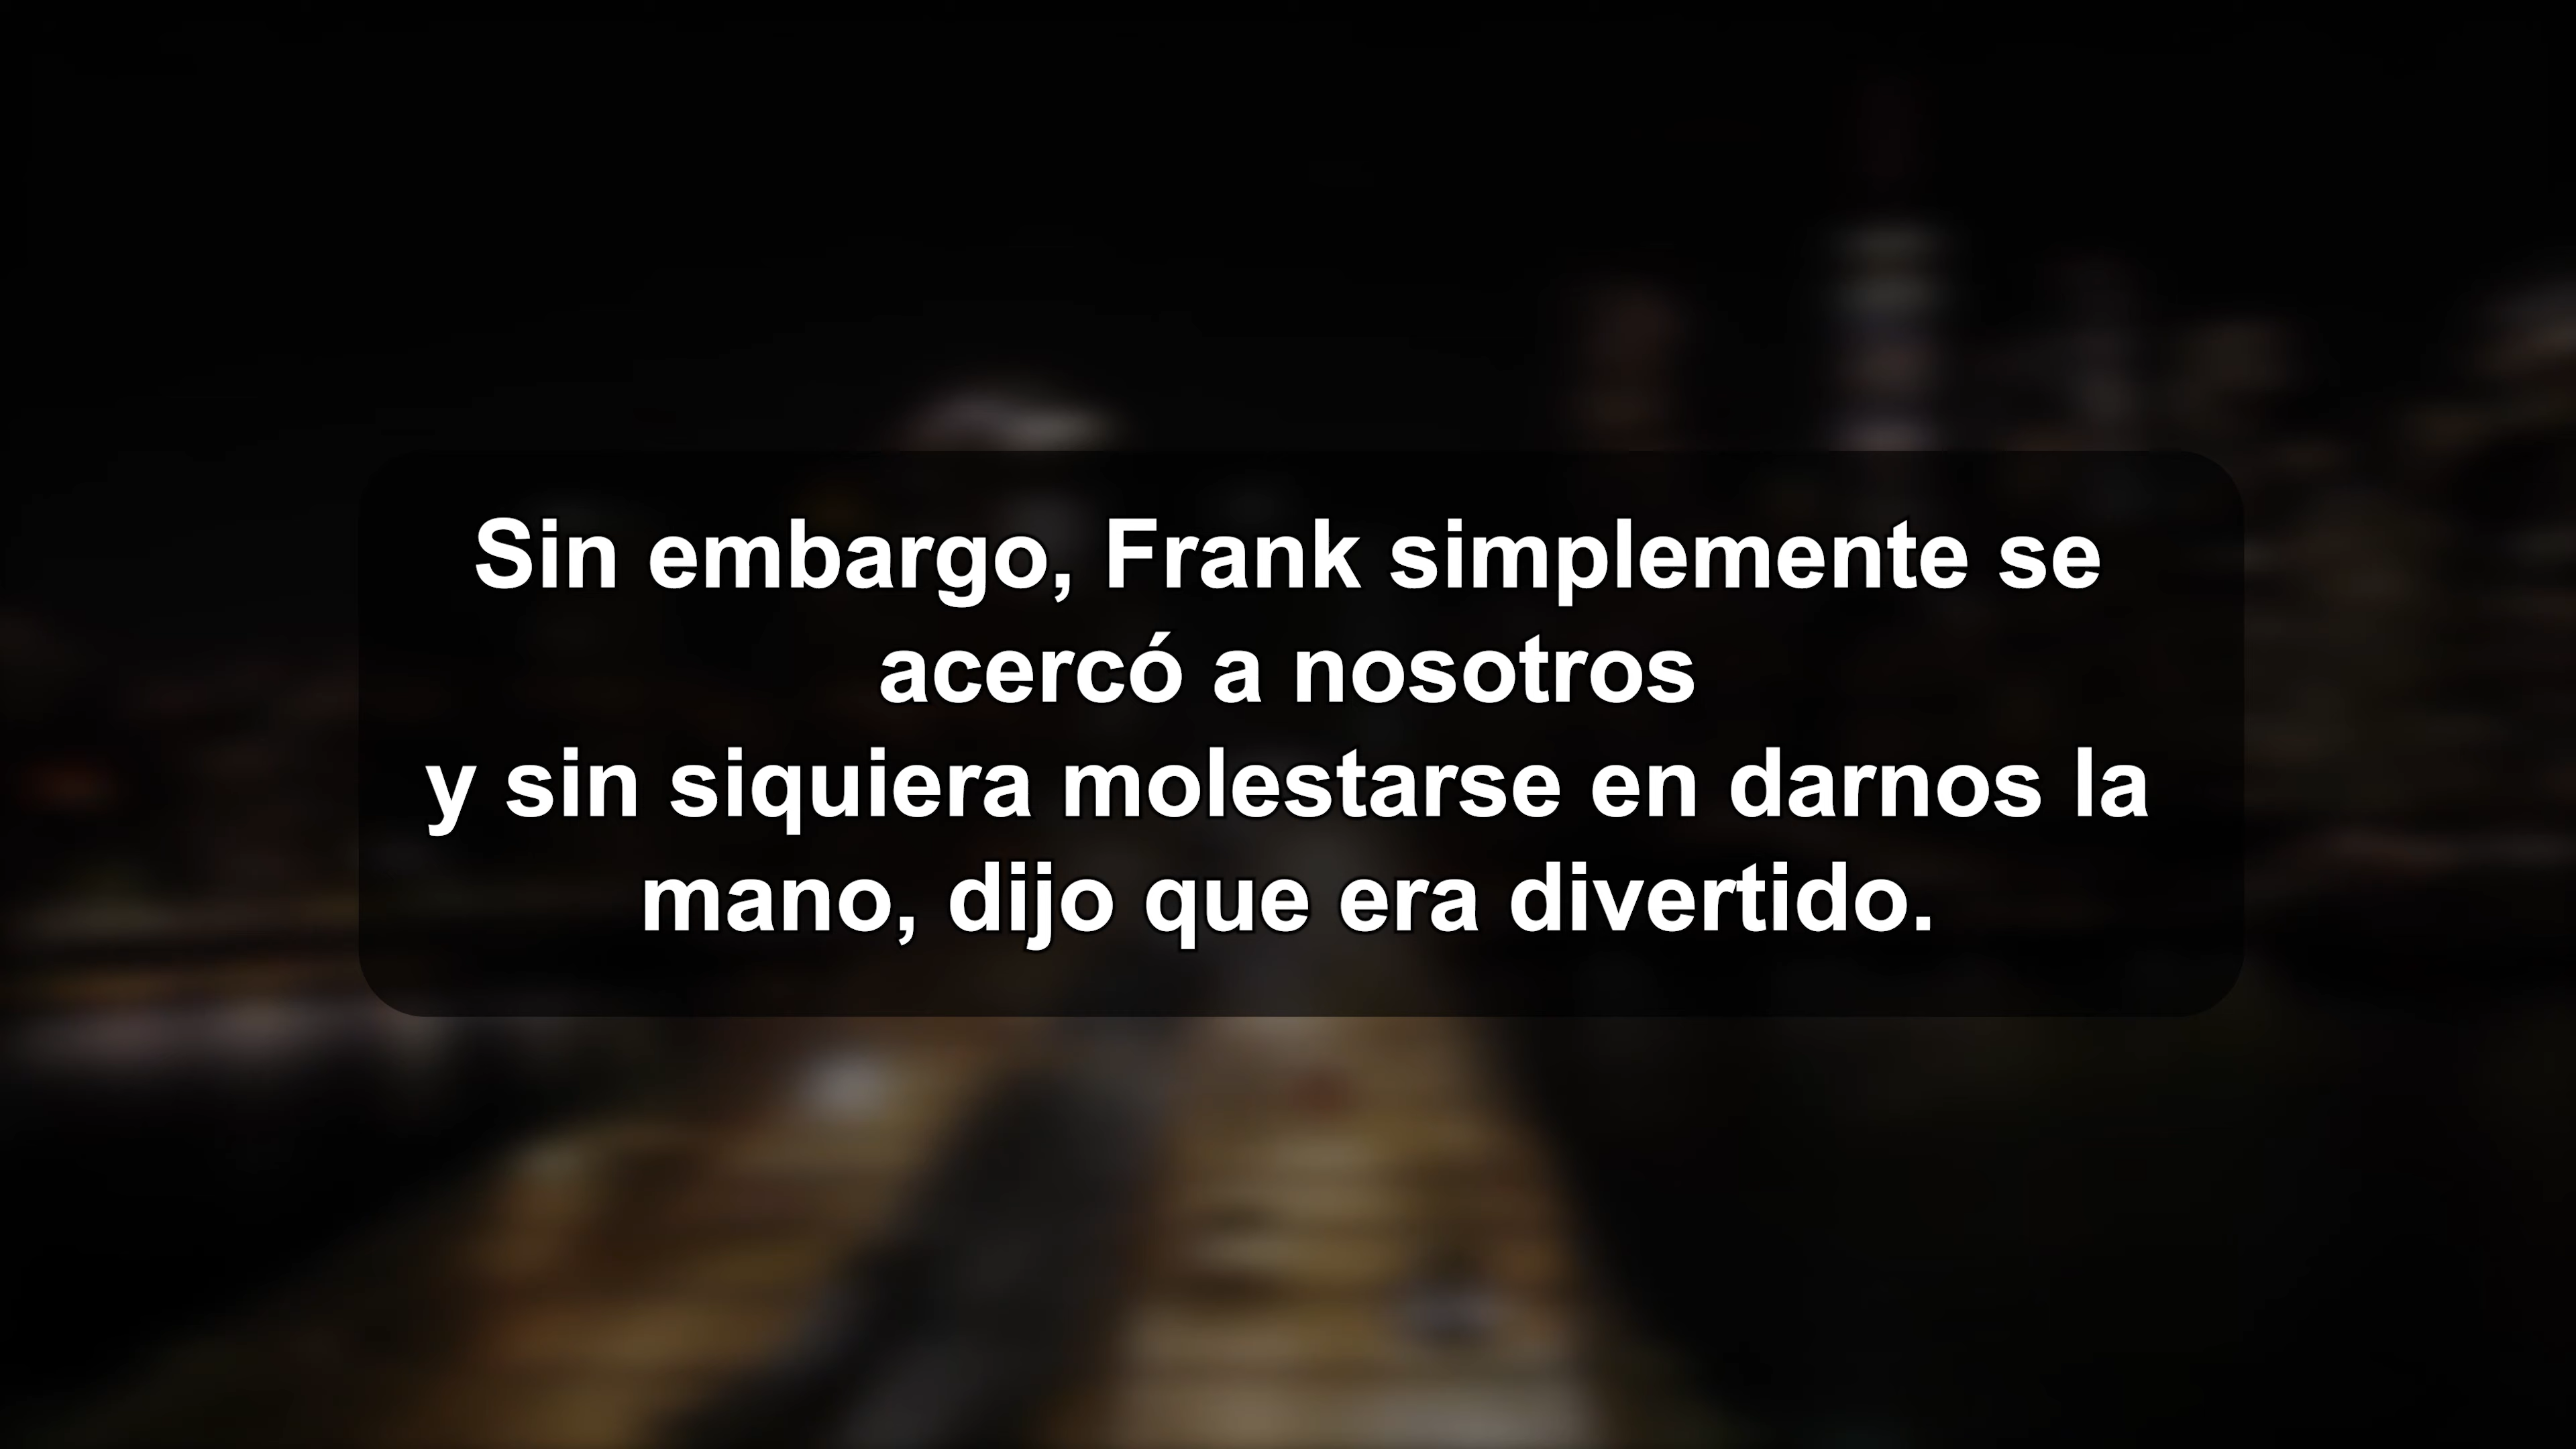 Sin embargo, Frank simplemente se
acercó a nosotros
y sin siquiera molestarse en darnos la
mano, dijo que era divertido.